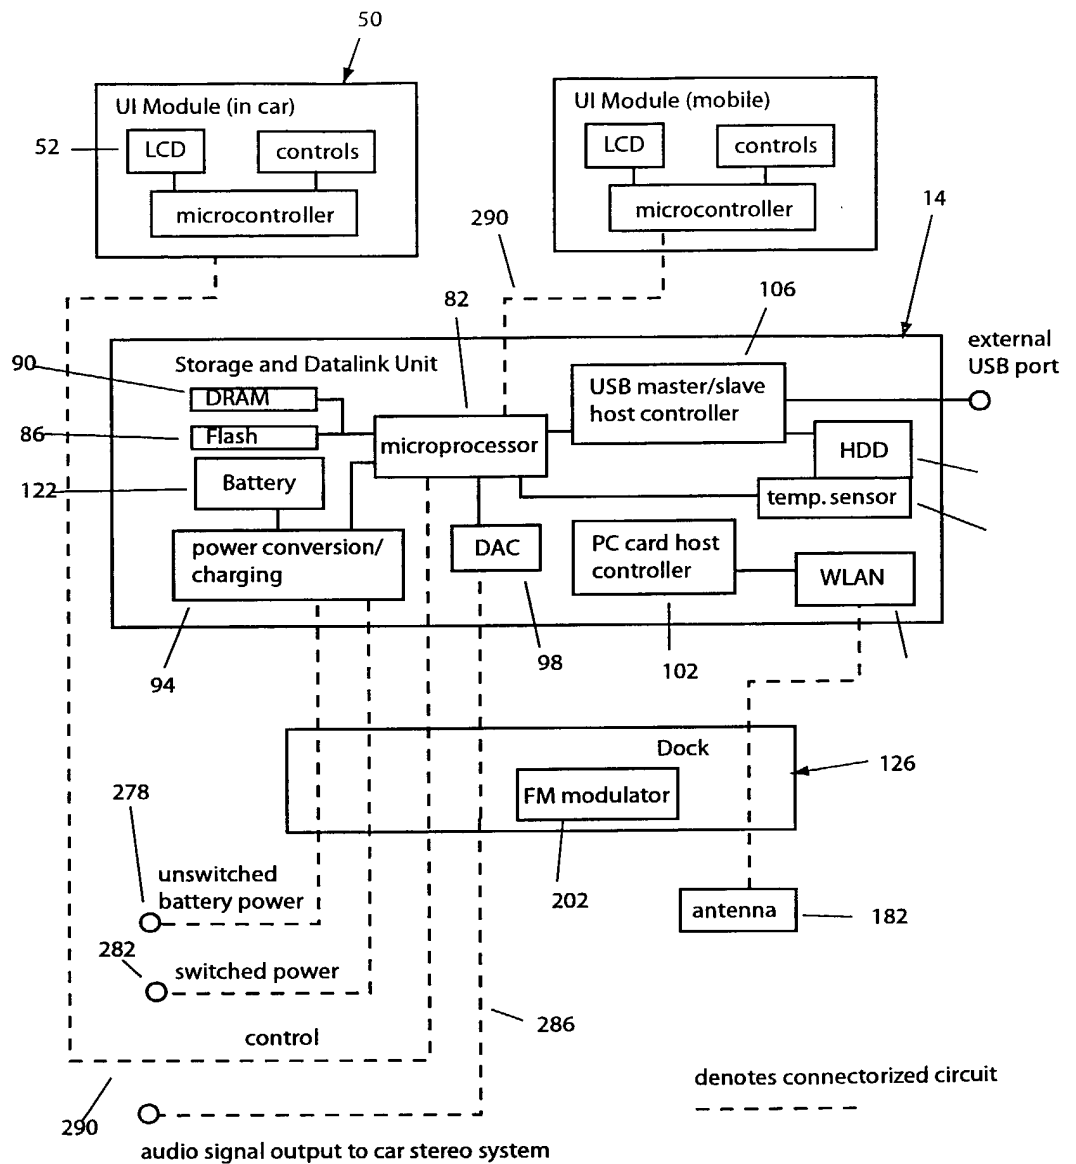 50
UI Module (in car)
52
LCD
controls
microcontroller
UI Module (mobile)
LCD
controls
microcontroller
290
14
82
106
external
USB port
Storage and Datalink Unit
90
DRAM
USB master/slave
host controller
86
Flash
microprocessor
HDD
122
Battery
temp. sensor
power conversion/
charging
DAC
PC card host
controller
WLAN
94
98
102
Dock
126
FM modulator
278
202
unswitched
battery power
antenna
182
282
switched power
286
control
denotes connectorized circuit
290
audio signal output to car stereo system